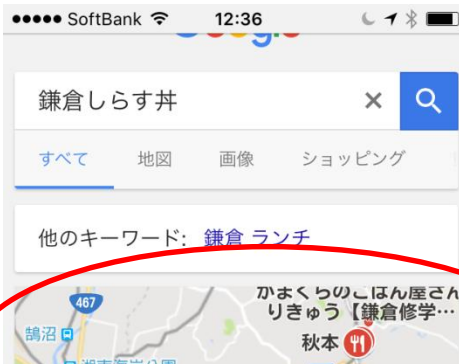 SoftBank 12:36
鎌倉しらす丼
すべて 地図 画像 ショッピング
他のキーワード: 鎌倉 ランチ
467
かまくらのごはん屋さん
りきゅう【鎌倉修学…
鵠沼
秋本